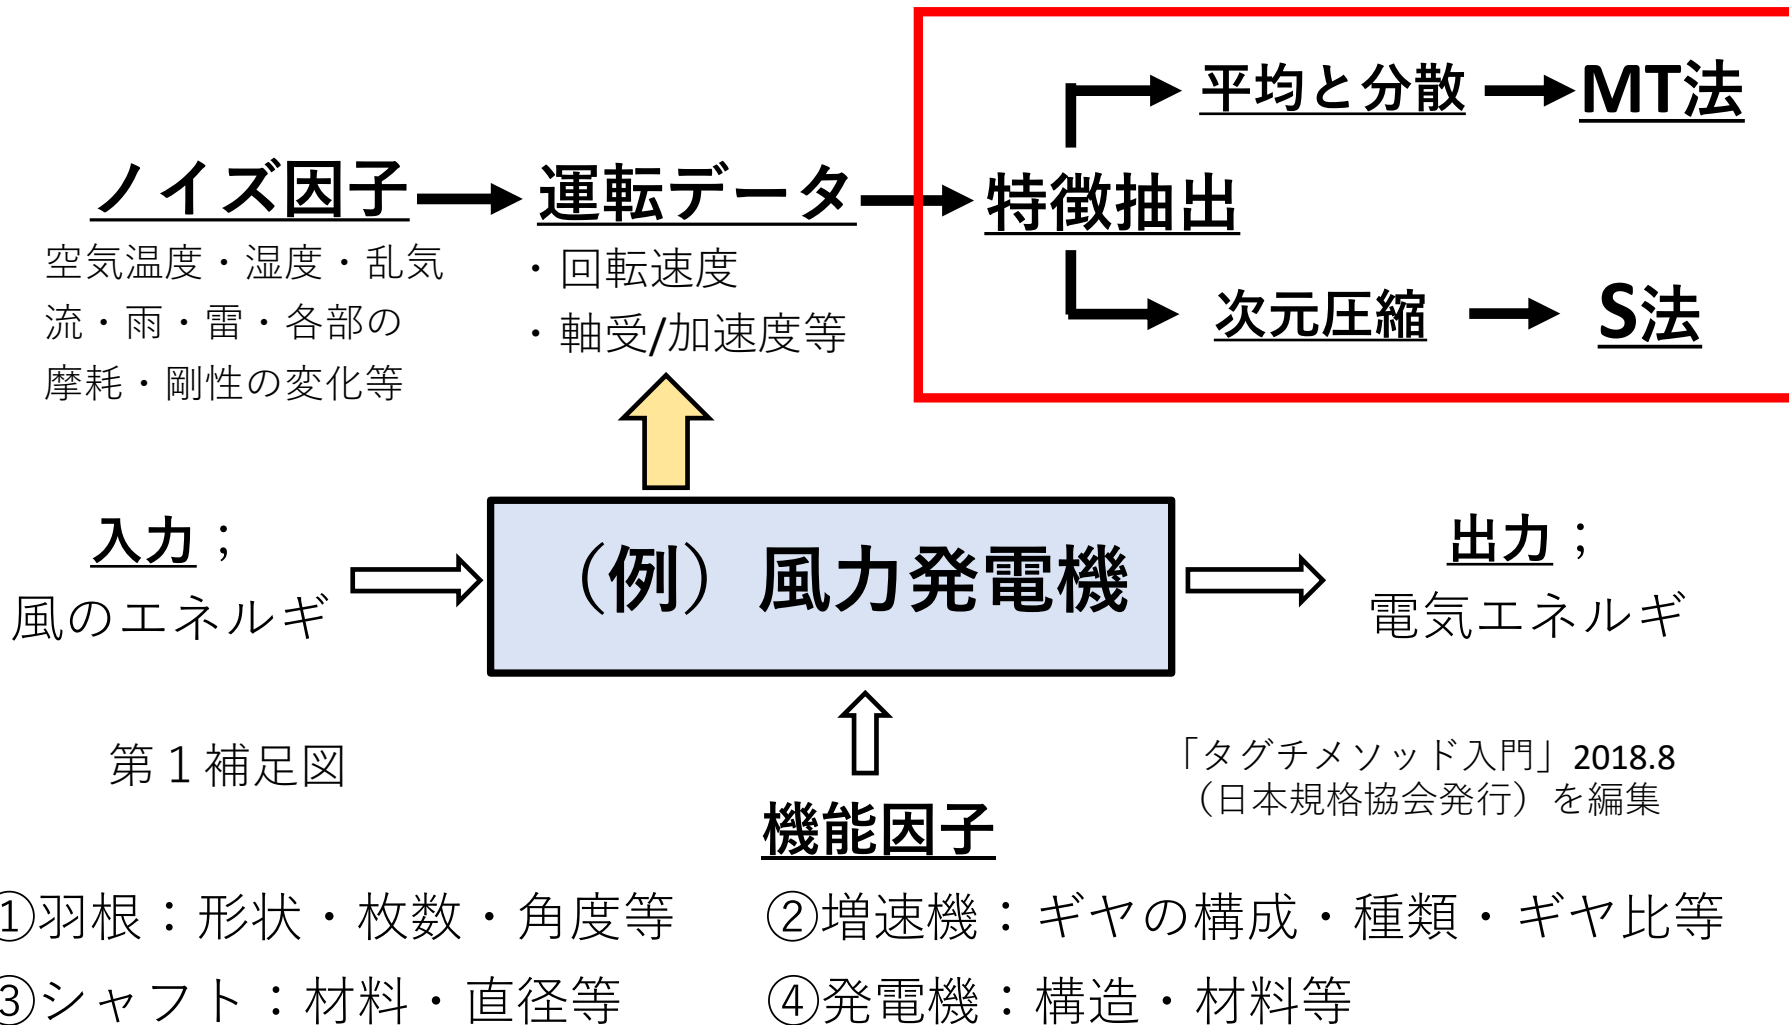 平均と分散
MT法
ノイズ因子
運転データ
特徴抽出
空気温度・湿度・乱気
流・雨・雷・各部の
摩耗・剛性の変化等
・回転速度
・軸受/加速度等
次元圧縮
S法
入力；
風のエネルギ
（例）風力発電機
出力；
電気エネルギ
第１補足図
「タグチメソッド入門」2018.8
（日本規格協会発行）を編集
機能因子
①羽根：形状・枚数・角度等
②増速機：ギヤの構成・種類・ギヤ比等
③シャフト：材料・直径等
④発電機：構造・材料等